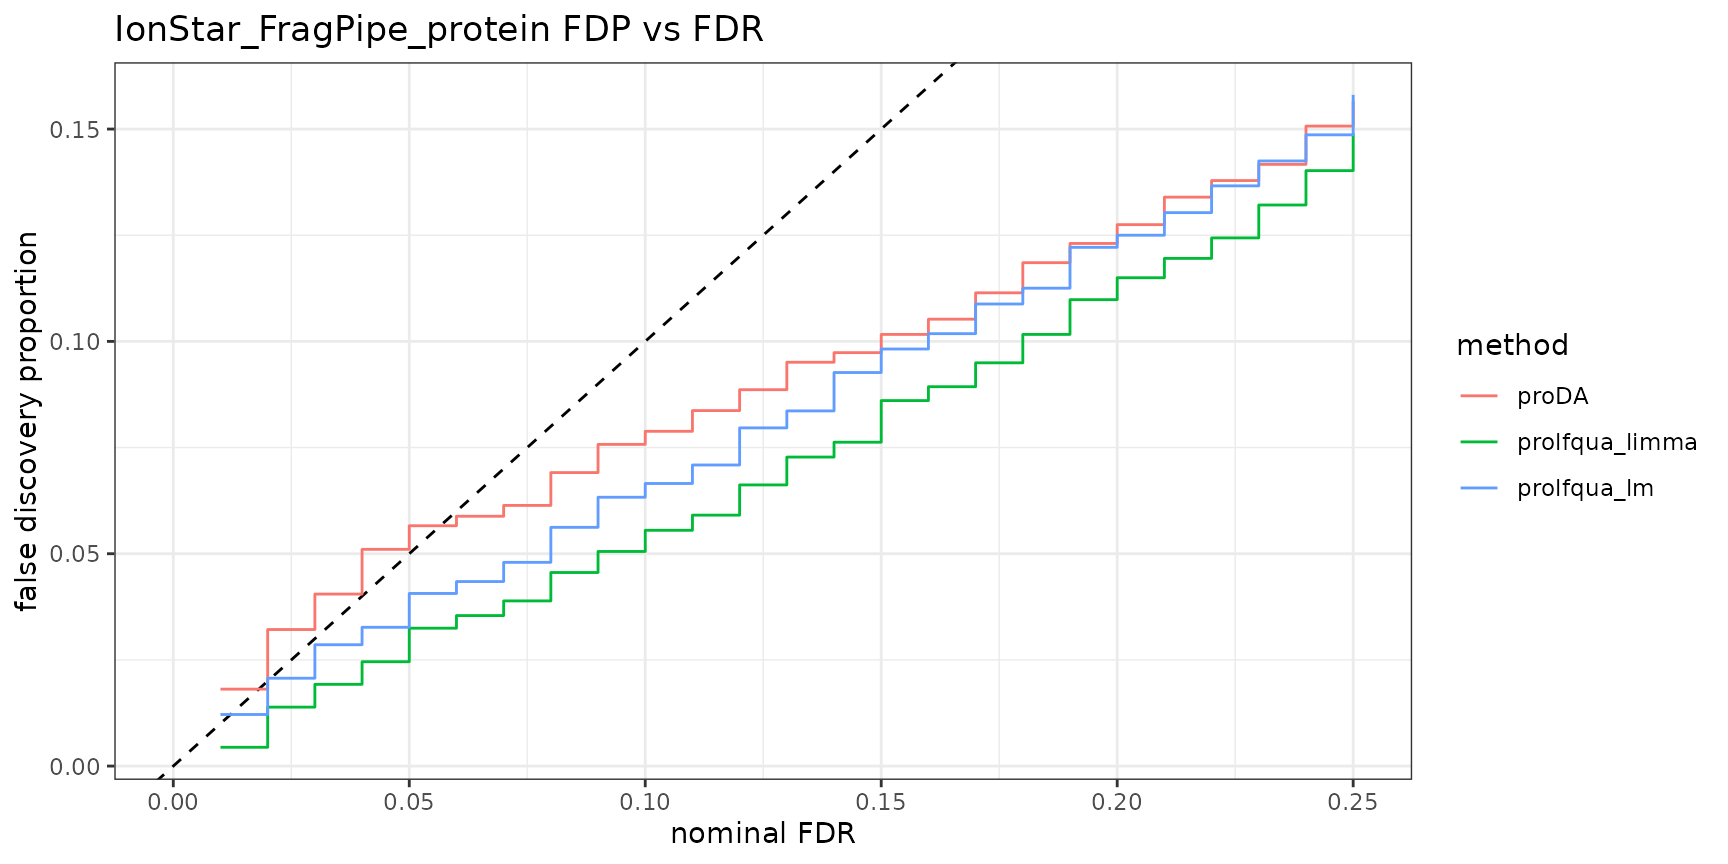 IonStar_FragPipe_protein FDP vs FDR
false discovery proportion
0.15
0.10
0.05
0.00
0.00 0.05 0.10 0.15 0.20 0.25
nominal FDR
method
proDA
prolfqua_limma
prolfqua_lm